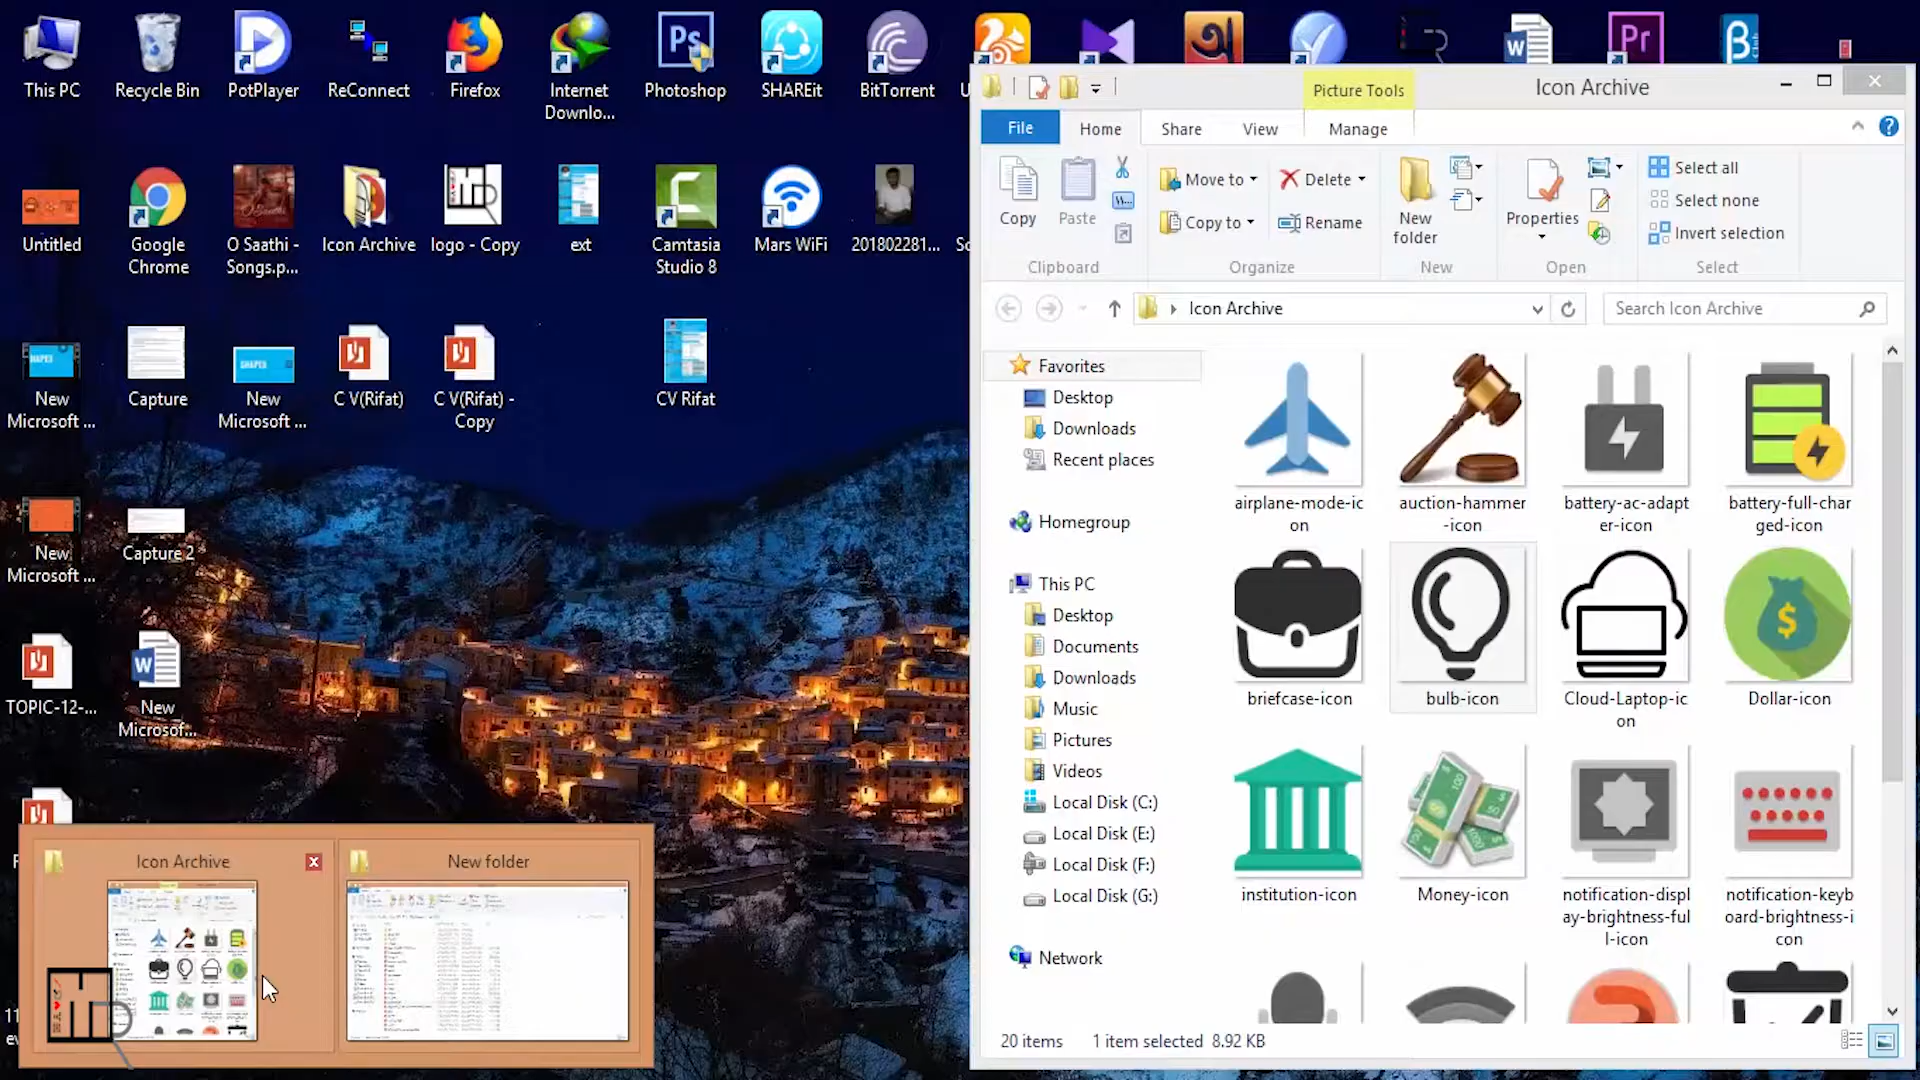 This PC
Recycle Bin
PotPlayer
ReConnect
Firefox
Internet
Downlo...
Photoshop
SHAREit
BitTorrent
Untitled
Google
Chrome
O Saathi -
Songs.p...
Icon Archive
logo - Copy
ext
Camtasia
Studio 8
Mars WiFi
201802281...
New
Microsoft ...
Capture
New
Microsoft ...
C V(Rifat)
C V(Rifat) -
Copy
CV Rifat
New
Microsoft ...
Capture 2
TOPIC-12-...
New
Microsof...
Icon Archive
New folder
Picture Tools
Icon Archive
File
Home
Share
View
Manage
Copy
Paste
Clipboard
Move to
Copy to
Delete
Rename
Organize
New
folder
New
Properties
Open
Select all
Select none
Invert selection
Select
Icon Archive
Search Icon Archive
Favorites
Desktop
Downloads
Recent places
Homegroup
This PC
Desktop
Documents
Downloads
Music
Pictures
Videos
Local Disk (C:)
Local Disk (E:)
Local Disk (F:)
Local Disk (G:)
Network
airplane-mode-ic
on
auction-hammer
-icon
battery-ac-adapt
er-icon
battery-full-char
ged-icon
briefcase-icon
bulb-icon
Cloud-Laptop-ic
on
Dollar-icon
institution-icon
Money-icon
notification-displ
ay-brightness-ful
l-icon
notification-keyb
oard-brightness-i
con
20 items
1 item selected 8.92 KB